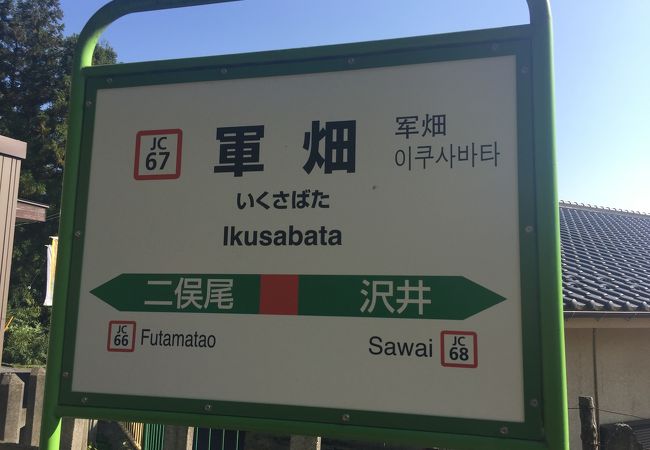 JC
67
軍畑
军畑
이쿠사바타
いくさばた
Ikusabata
二俣尾
沢井
JC
66
Futamatao
Sawai
JC
68